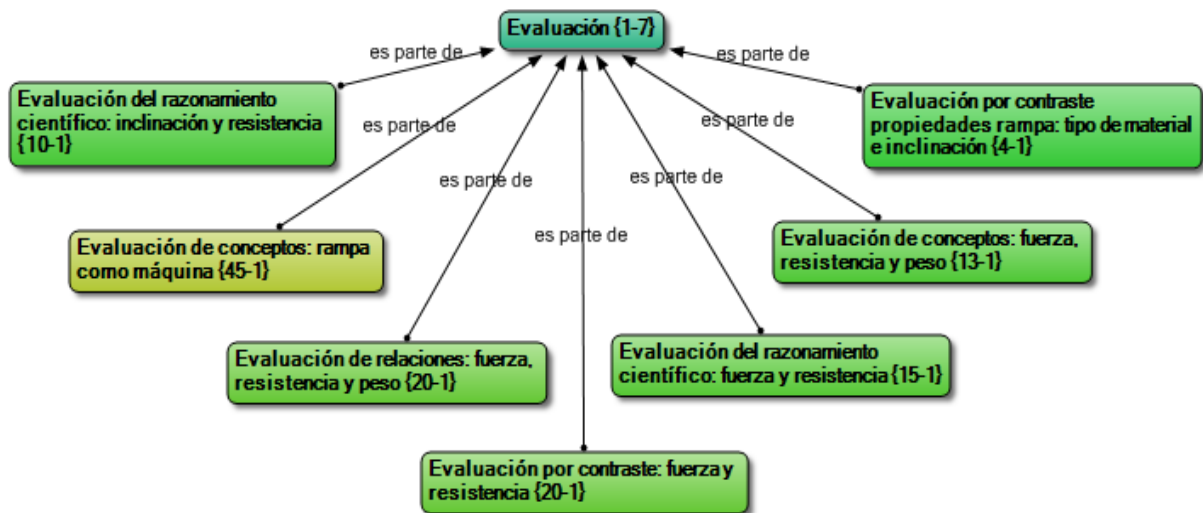 Evaluación {1-7}
es parte de
es parte de
Evaluación del razonamiento
científico: inclinación y resistencia
{10-1}
Evaluación por contraste
propiedades rampa: tipo de material
e inclinación {4-1}
es parte de
es parte de
es parte de
es parte de
es parte de
Evaluación de conceptos: rampa
como máquina {45-1}
Evaluación de conceptos: fuerza,
resistencia y peso {13-1}
Evaluación de relaciones: fuerza,
resistencia y peso {20-1}
Evaluación del razonamiento
científico: fuerza y resistencia {15-1}
Evaluación por contraste: fuerza y
resistencia {20-1}